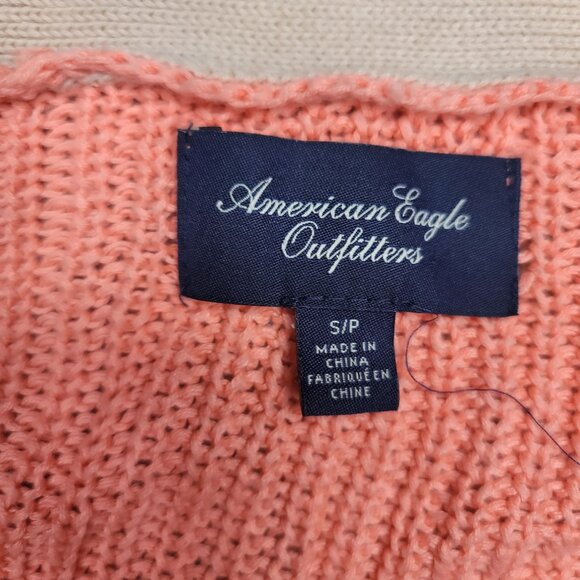 American Eagle
Outfitters
S/P
MADE IN
CHINA
FABRIQUÉ EN
CHINE